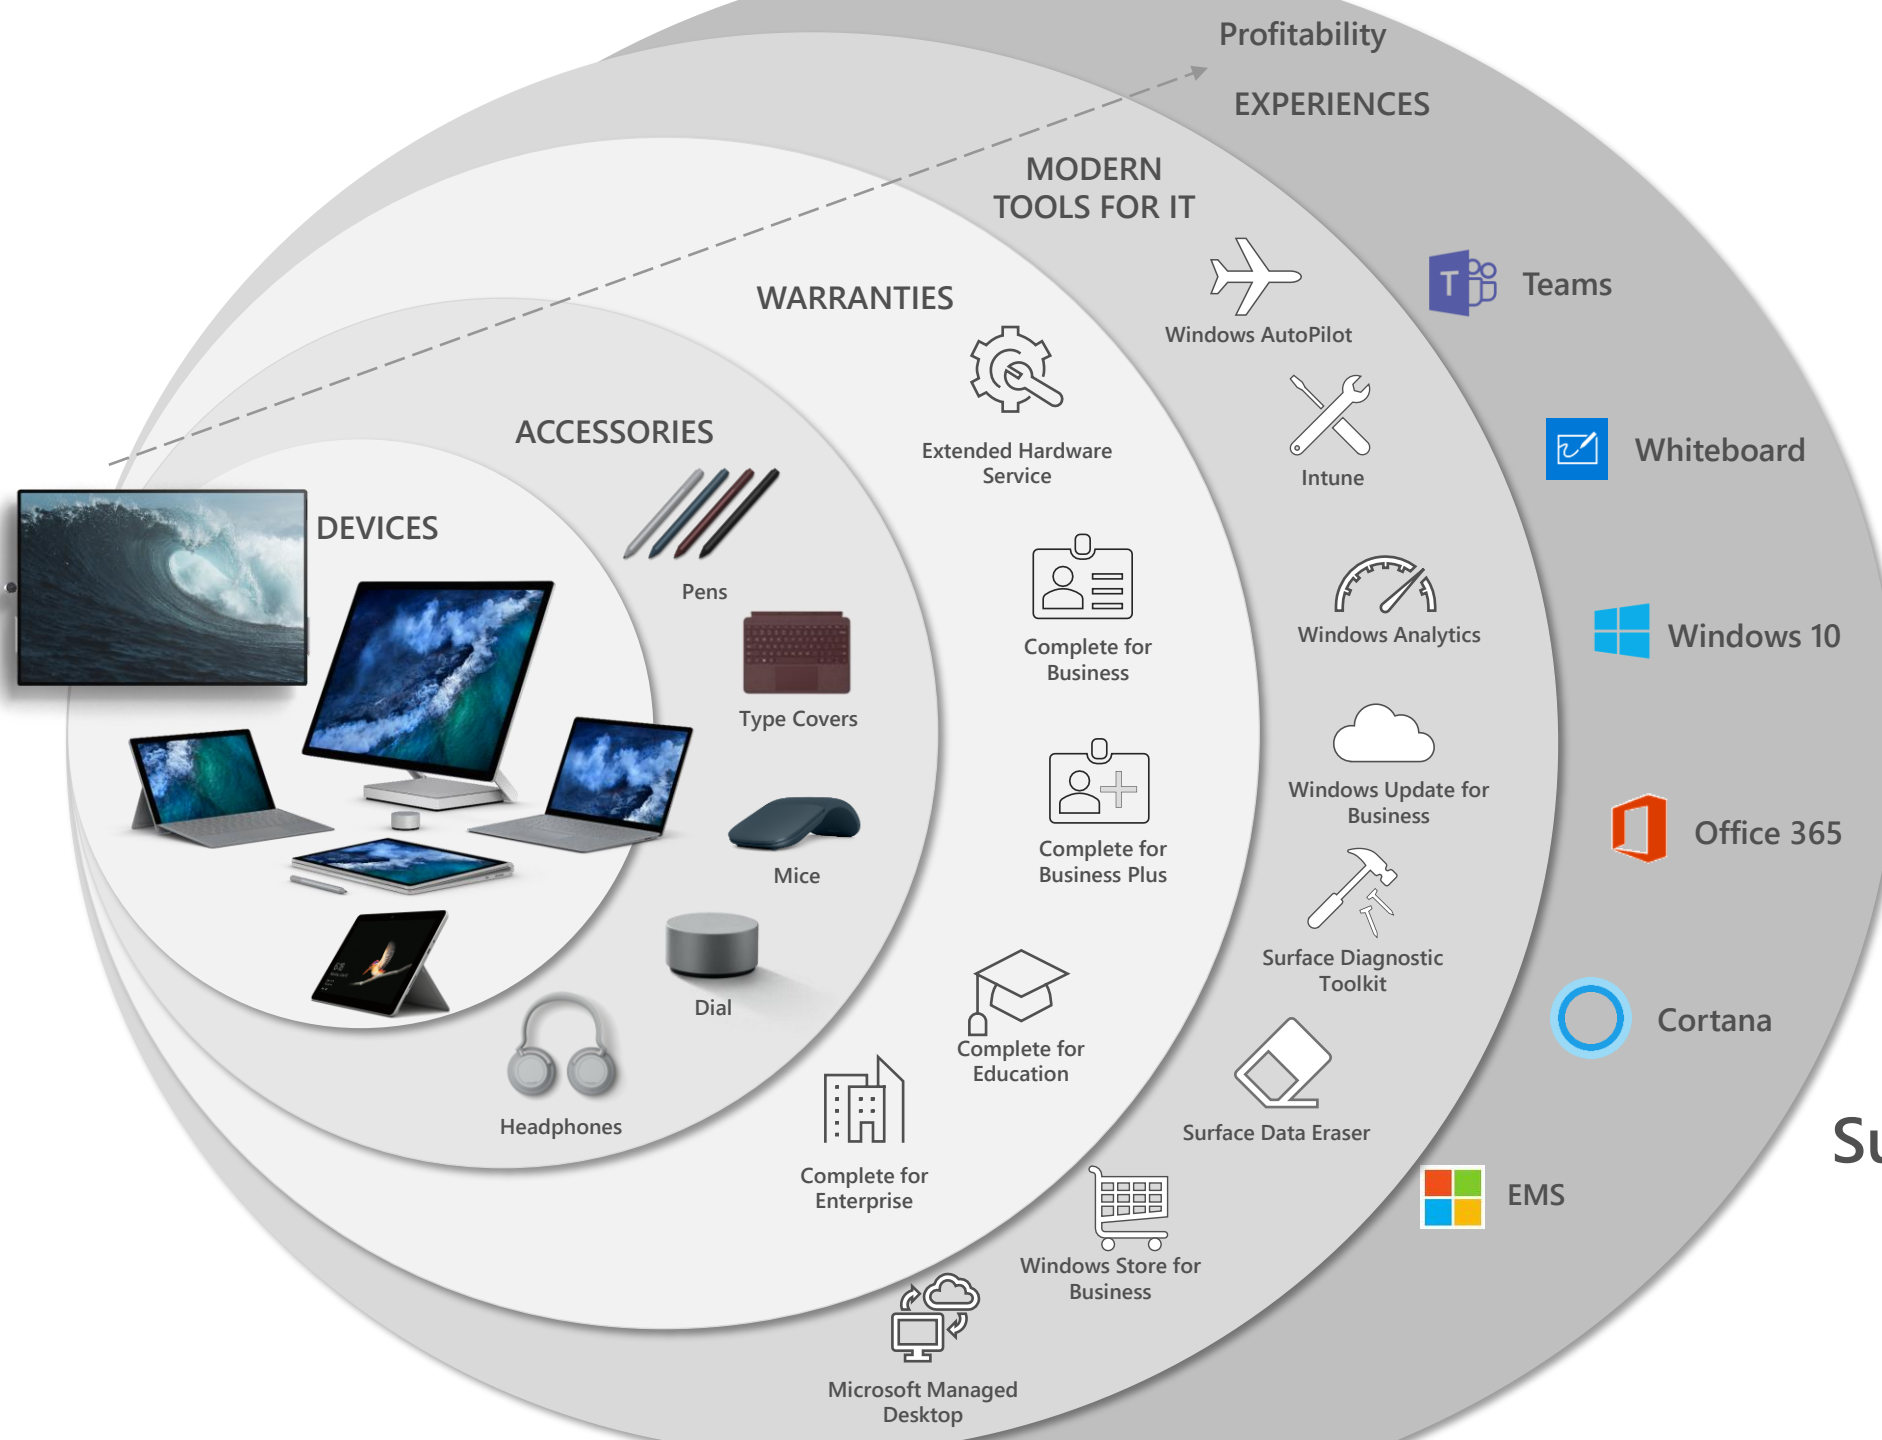 Profitability
EXPERIENCES
MODERN
TOOLS FOR IT
WARRANTIES
ACCESSORIES
DEVICES
Pens
Type Covers
Mice
Dial
Headphones
Extended Hardware
Service
Complete for
Business
Complete for
Business Plus
Complete for
Education
Complete for
Enterprise
Windows AutoPilot
Intune
Windows Analytics
Windows Update for
Business
Surface Diagnostic
Toolkit
Surface Data Eraser
Windows Store for
Business
Microsoft Managed
Desktop
T
Teams
Whiteboard
Windows 10
Office 365
Cortana
EMS